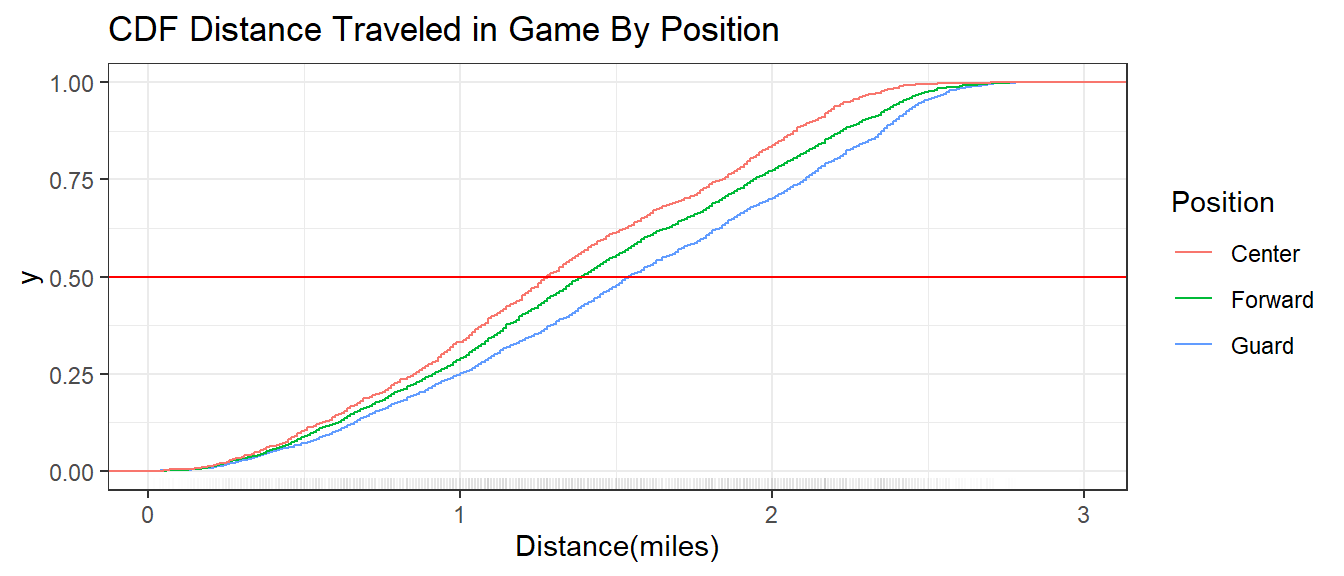 CDF Distance Traveled in Game By Position
1.00
0.75
0.50
0.25
0.00
y
0 1 2 3
Distance(miles)
Position
Center
Forward
Guard